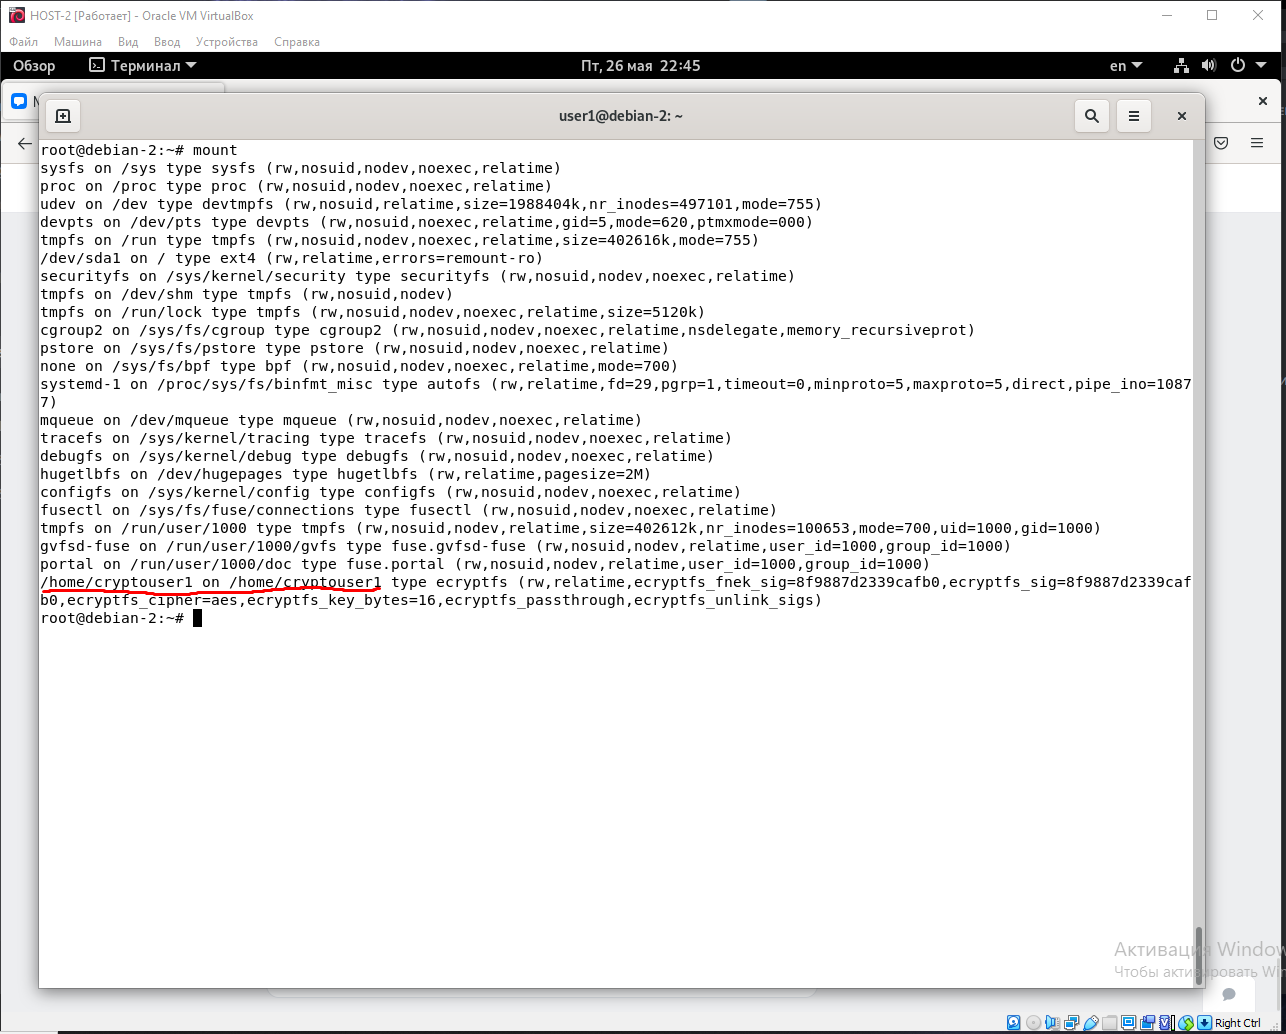 HOST-2 [Работает] - Oracle VM VirtualBox
Файл Машина Вид Ввод Устройства Справка
Обзор Терминал Пт, 26 мая 22:45 en
user1@debian-2: ~
root@debian-2:~# mount
sysfs on /sys type sysfs (rw,nosuid,nodev,noexec,relatime)
proc on /proc type proc (rw,nosuid,nodev,noexec,relatime)
udev on /dev type devtmpfs (rw,nosuid,relatime,size=1988404k,nr_inodes=497101,mode=755)
devpts on /dev/pts type devpts (rw,nosuid,noexec,relatime,gid=5,mode=620,ptmxmode=000)
tmpfs on /run type tmpfs (rw,nosuid,nodev,noexec,relatime,size=402616k,mode=755)
/dev/sda1 on / type ext4 (rw,relatime,errors=remount-ro)
securityfs on /sys/kernel/security type securityfs (rw,nosuid,nodev,noexec,relatime)
tmpfs on /dev/shm type tmpfs (rw,nosuid,nodev)
tmpfs on /run/lock type tmpfs (rw,nosuid,nodev,noexec,relatime,size=5120k)
cgroup2 on /sys/fs/cgroup type cgroup2 (rw,nosuid,nodev,noexec,relatime,nsdelegate,memory_recursiveprot)
pstore on /sys/fs/pstore type pstore (rw,nosuid,nodev,noexec,relatime)
none on /sys/fs/bpf type bpf (rw,nosuid,nodev,noexec,relatime,mode=700)
systemd-1 on /proc/sys/fs/binfmt_misc type autofs (rw,relatime,fd=29,pgrp=1,timeout=0,minproto=5,maxproto=5,direct,pipe_ino=1087
7)
mqueue on /dev/mqueue type mqueue (rw,nosuid,nodev,noexec,relatime)
tracefs on /sys/kernel/tracing type tracefs (rw,nosuid,nodev,noexec,relatime)
debugfs on /sys/kernel/debug type debugfs (rw,nosuid,nodev,noexec,relatime)
hugetlbfs on /dev/hugepages type hugetlbfs (rw,relatime,pagesize=2M)
configfs on /sys/kernel/config type configfs (rw,nosuid,nodev,noexec,relatime)
fusectl on /sys/fs/fuse/connections type fusectl (rw,nosuid,nodev,noexec,relatime)
tmpfs on /run/user/1000 type tmpfs (rw,nosuid,nodev,relatime,size=402612k,nr_inodes=100653,mode=700,uid=1000,gid=1000)
gvfsd-fuse on /run/user/1000/gvfs type fuse.gvfsd-fuse (rw,nosuid,nodev,relatime,user_id=1000,group_id=1000)
portal on /run/user/1000/doc type fuse.portal (rw,nosuid,nodev,relatime,user_id=1000,group_id=1000)
/home/cryptouser1 on /home/cryptouser1 type ecryptfs (rw,relatime,ecryptfs_fnek_sig=8f9887d2339cafb0,ecryptfs_sig=8f9887d2339caf
b0,ecryptfs_cipher=aes,ecryptfs_key_bytes=16,ecryptfs_passthrough,ecryptfs_unlink_sigs)
root@debian-2:~#
Активация Window
Чтобы активировать Win
Right Ctrl